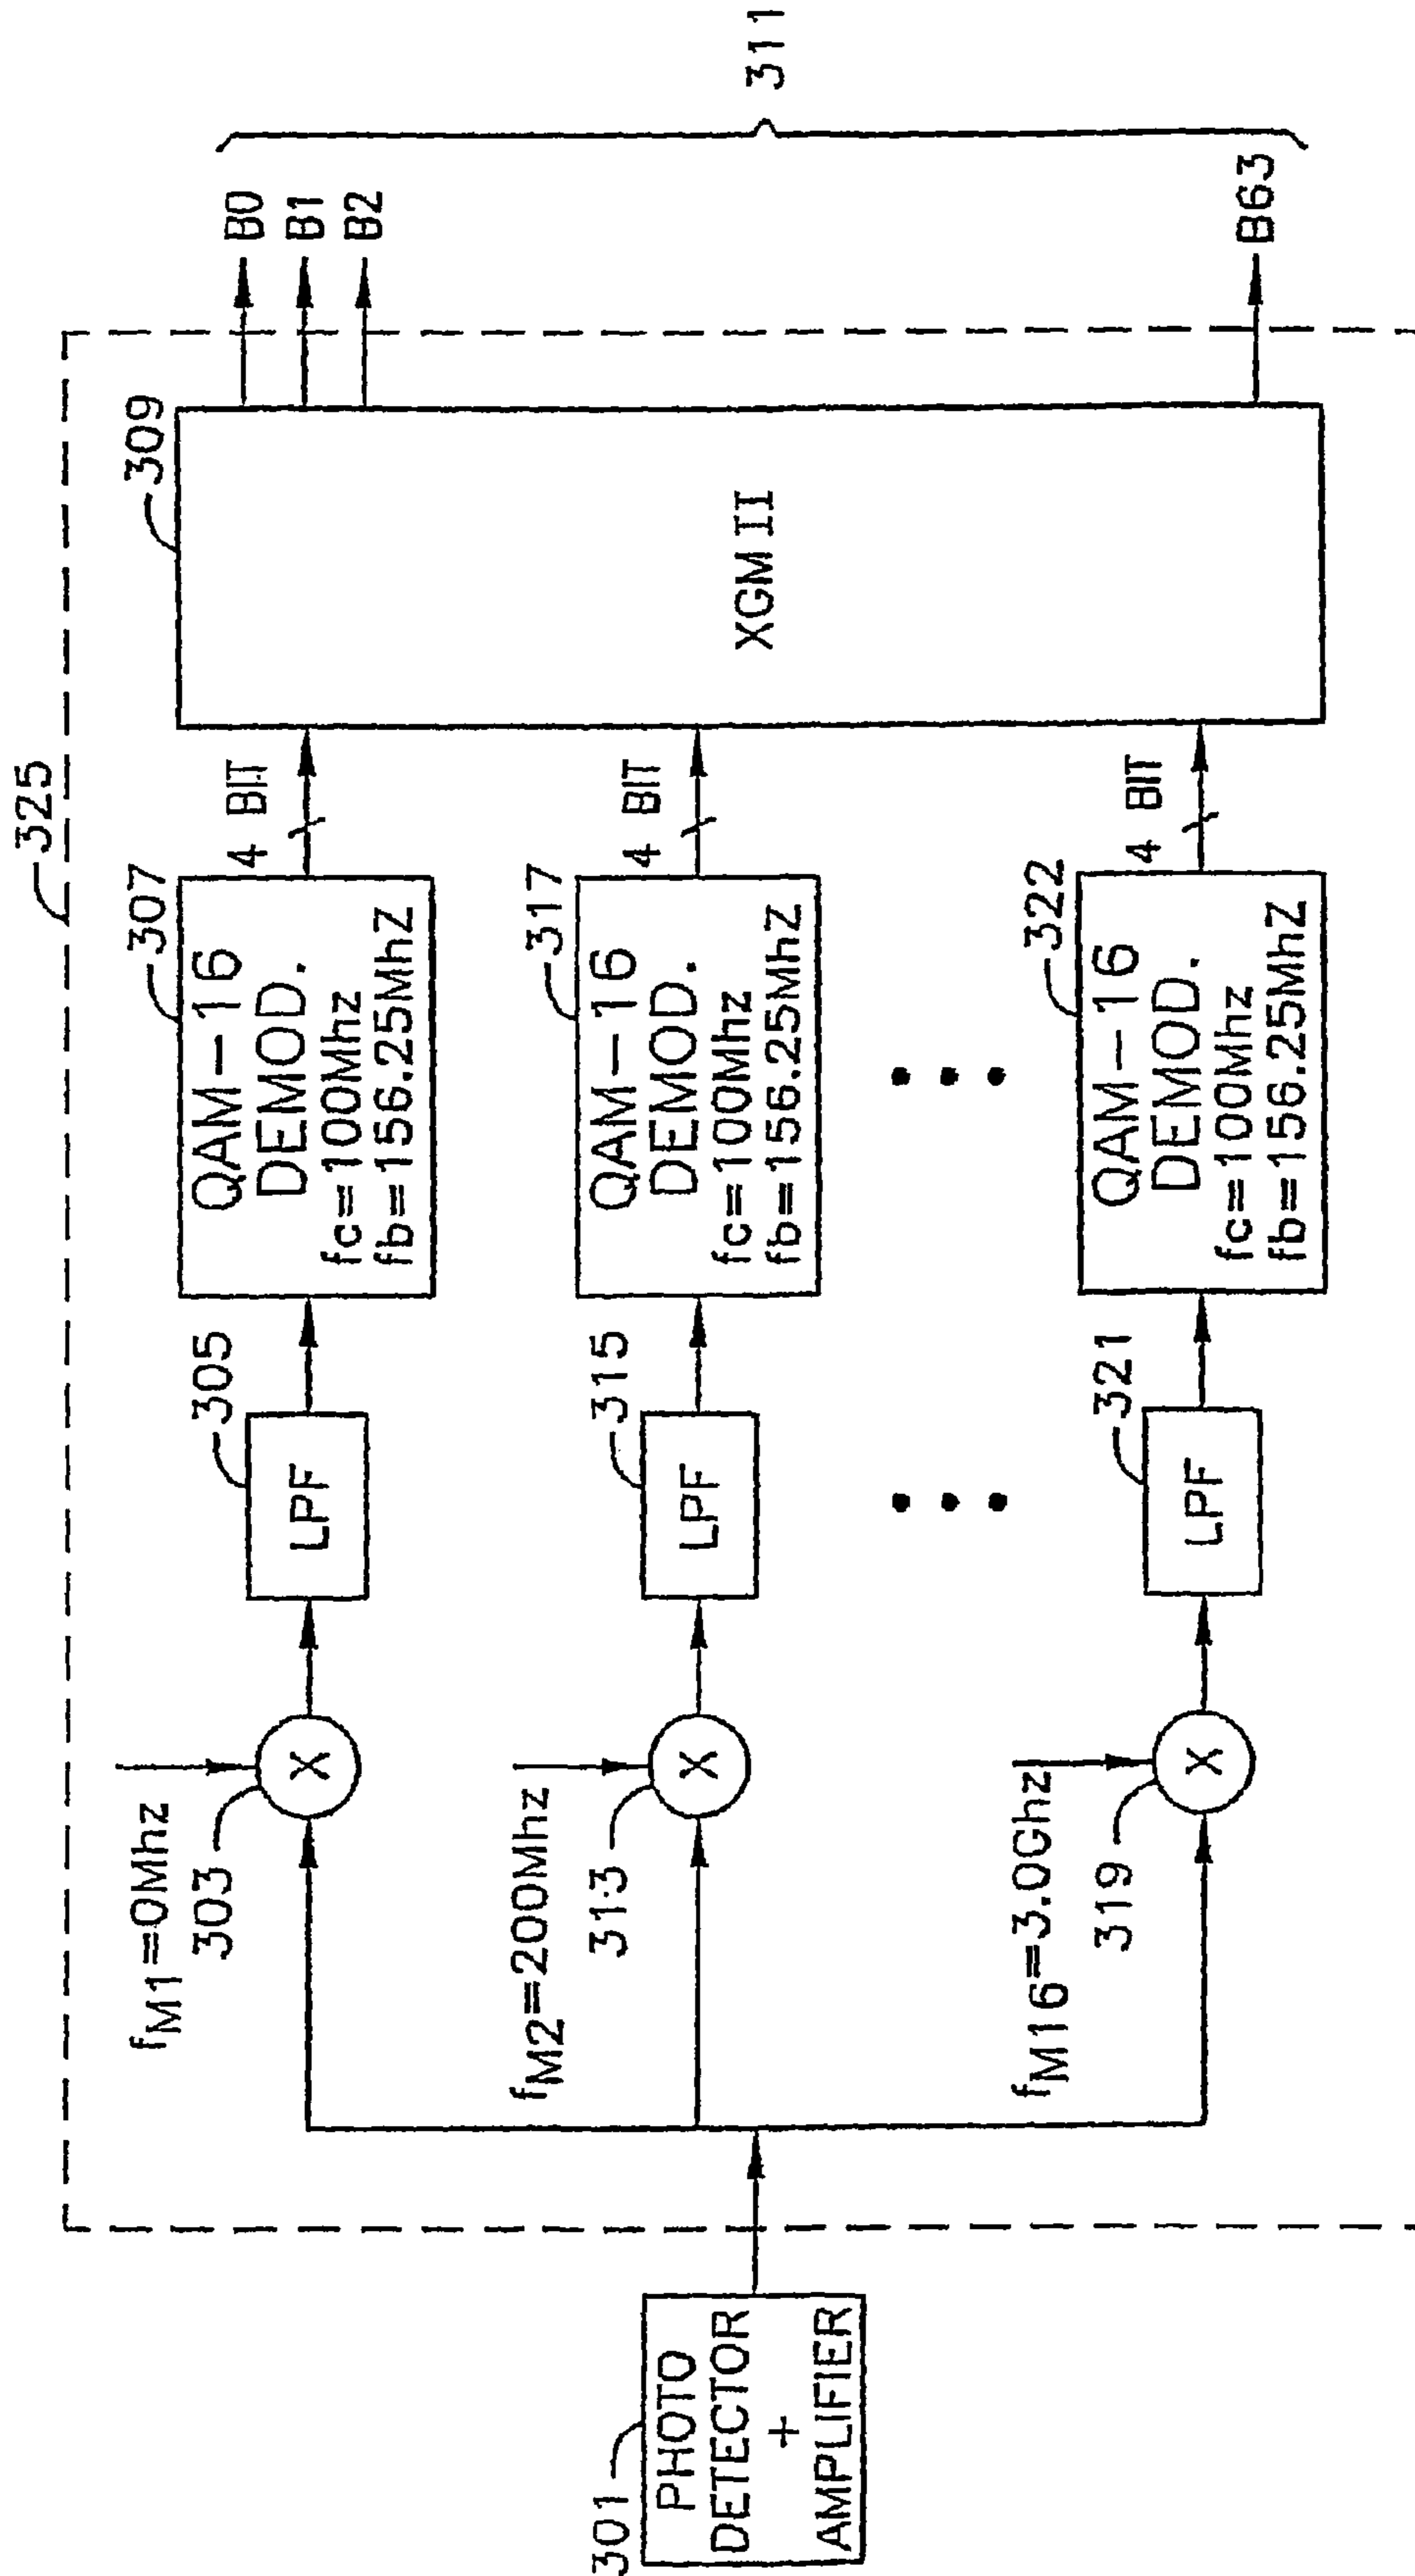 325
301
PHOTO
DETECTOR
+
AMPLIFIER
fM1=0Mhz
303
X
305
LPF
307
QAM-16
DEMOD.
fc=100Mhz
fb=156.25MhZ
4 BIT
fM2=200Mhz
313
X
315
LPF
317
QAM-16
DEMOD.
fc=100Mhz
fb=156.25MhZ
4 BIT
fM16=3.0Ghz
319
X
321
LPF
322
QAM-16
DEMOD.
fc=100Mhz
fb=156.25MhZ
4 BIT
309
XGMII
B0
B1
B2
B63
311